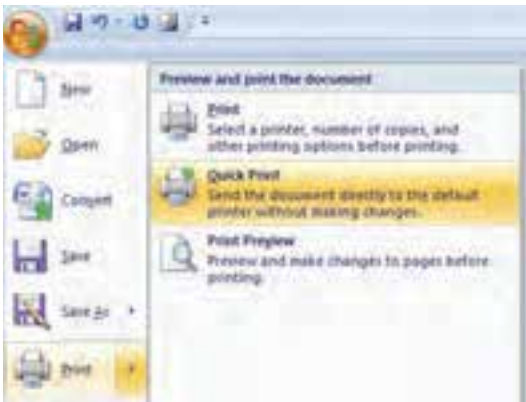 New
Open
Convert
Save
Save As
Print
Preview and print the document
Print
Select a printer, number of copies, and
other printing options before printing.
Quick Print
Send the document directly to the default
printer without making changes.
Print Preview
Preview and make changes to pages before
printing.